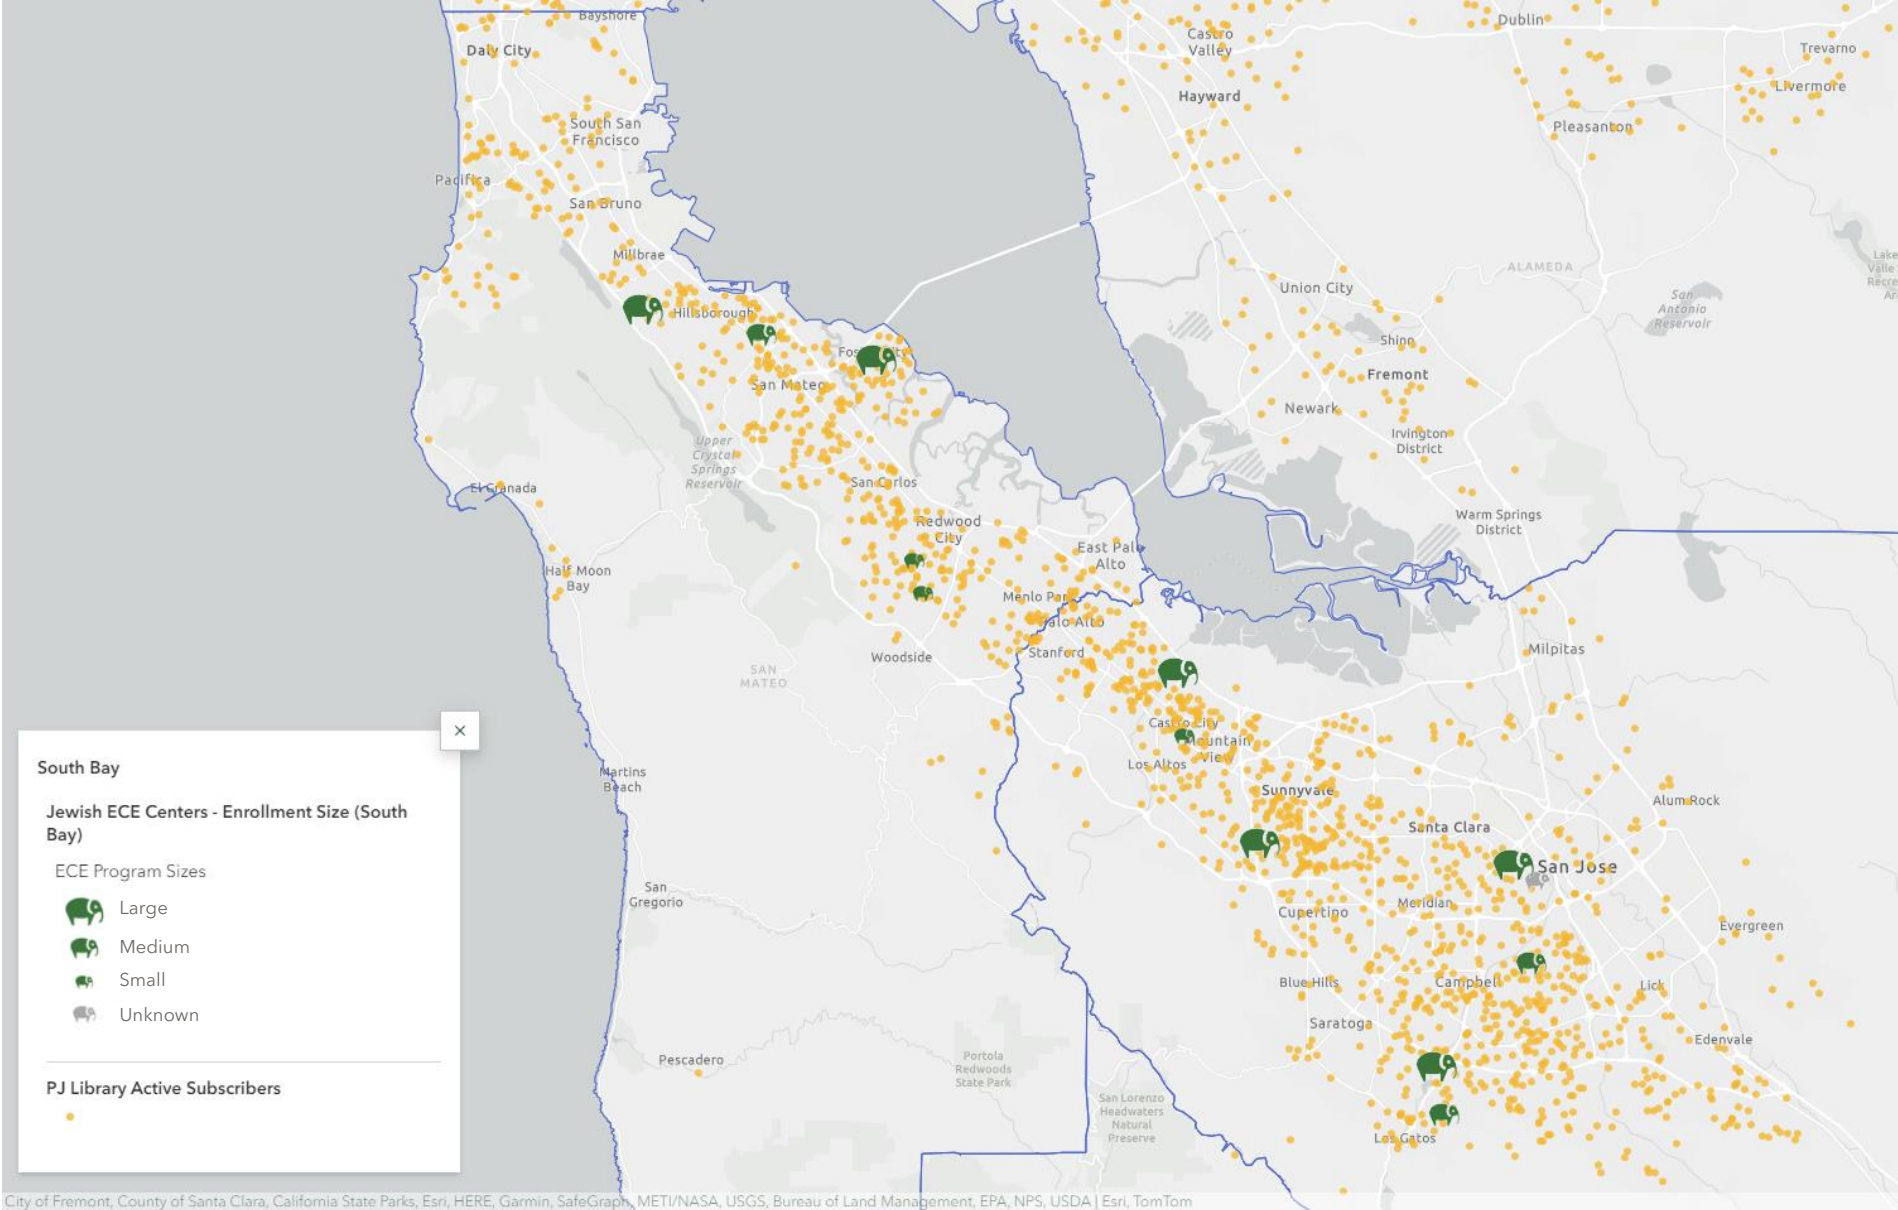 Bayshore
Daly City
South San
Francisco
Pacifica
San Bruno
Millbrae
Hillsborough
San Mateo
Upper
Crystal
Springs
Reservoir
San Carlos
El Granada
Redwood
City
East Palo
Alto
Half Moon
Bay
Palo Alto
Stanford
Woodside
SAN
MATEO
Castro City
Mountain
View
Los Altos
Martins
Beach
San
Gregorio
Pescadero
Portola
Redwoods
State Park
San Lorenzo
Headwaters
Natural
Preserve
Castro
Valley
Hayward
Dublin
Trevarno
Livermore
Pleasanton
ALAMEDA
Union City
San
Antonio
Reservoir
Shinn
Fremont
Newark
Irvington
District
Warm Springs
District
Milpitas
Sunnyvale
Alum Rock
Santa Clara
San Jose
Meridian
Cupertino
Evergreen
Blue Hills
Campbell
Lick
Saratoga
Edenvale
Los Gatos
South Bay
Jewish ECE Centers - Enrollment Size (South
Bay)
ECE Program Sizes
Large
Medium
Small
Unknown
PJ Library Active Subscribers
City of Fremont, County of Santa Clara, California State Parks, Esri, HERE, Garmin, SafeGraph, METI/NASA, USGS, Bureau of Land Management, EPA, NPS, USDA | Esri, TomTom